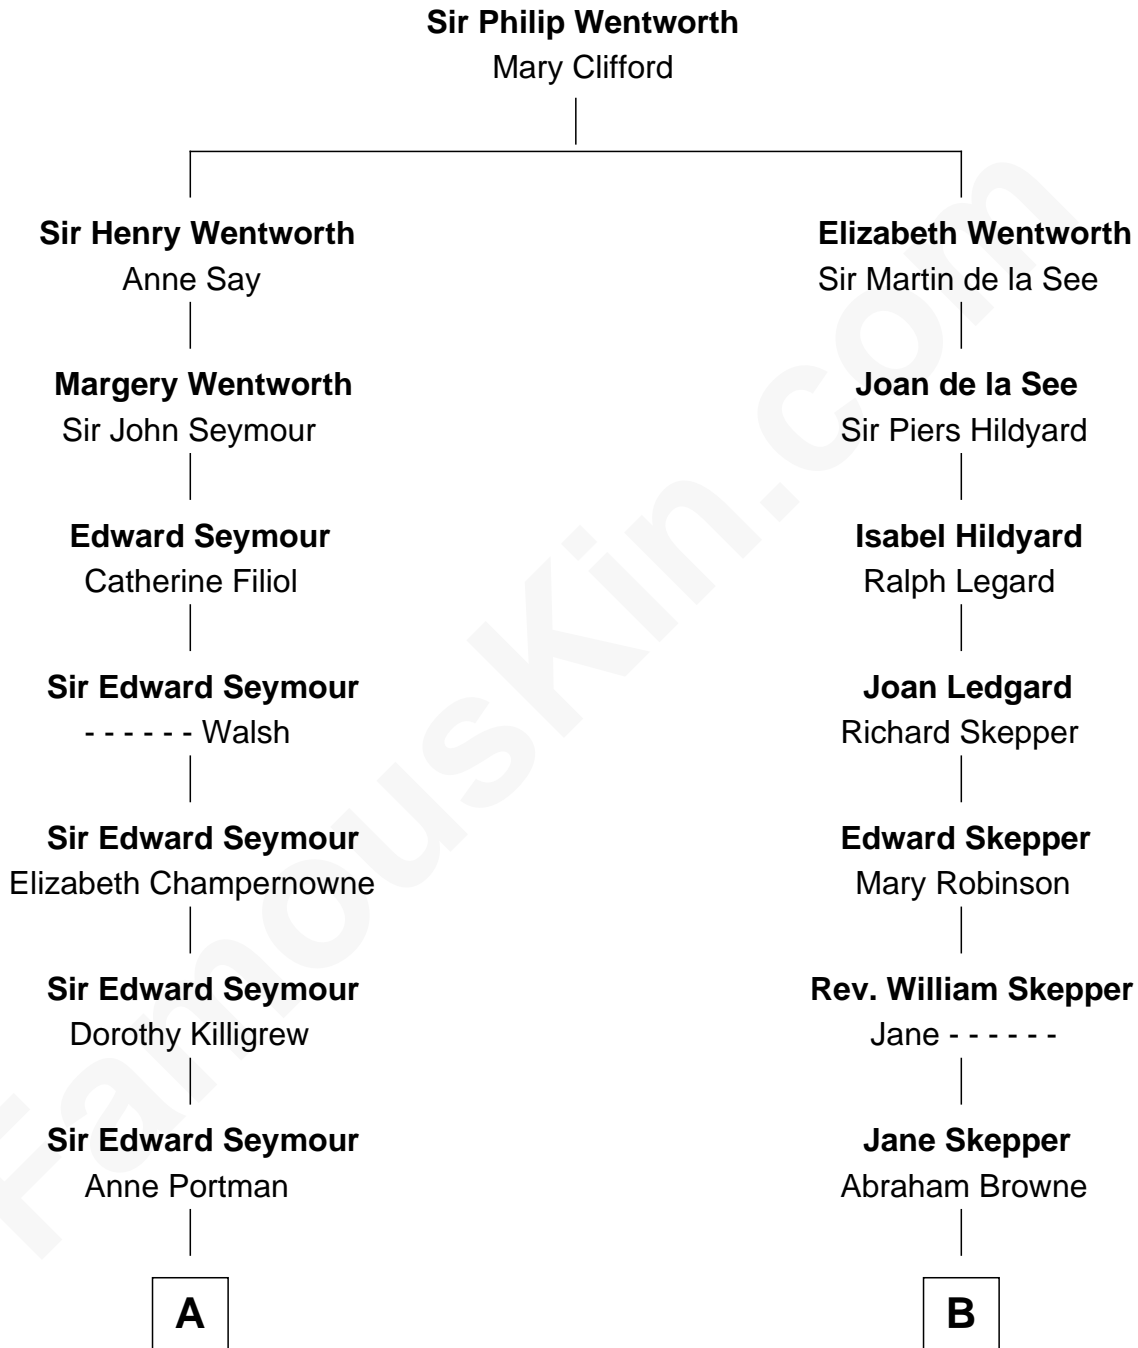 Sir Philip Wentworth
Mary Clifford
Sir Henry Wentworth
Anne Say
Elizabeth Wentworth
Sir Martin de la See
Margery Wentworth
Sir John Seymour
Joan de la See
Sir Piers Hildyard
Edward Seymour
Catherine Filiol
Isabel Hildyard
Ralph Legard
Sir Edward Seymour
- - - - - - Walsh
Joan Ledgard
Richard Skepper
Sir Edward Seymour
Elizabeth Champernowne
Edward Skepper
Mary Robinson
Sir Edward Seymour
Dorothy Killigrew
Rev. William Skepper
Jane - - - - - -
Sir Edward Seymour
Anne Portman
Jane Skepper
Abraham Browne
A
B
FamousKin.com